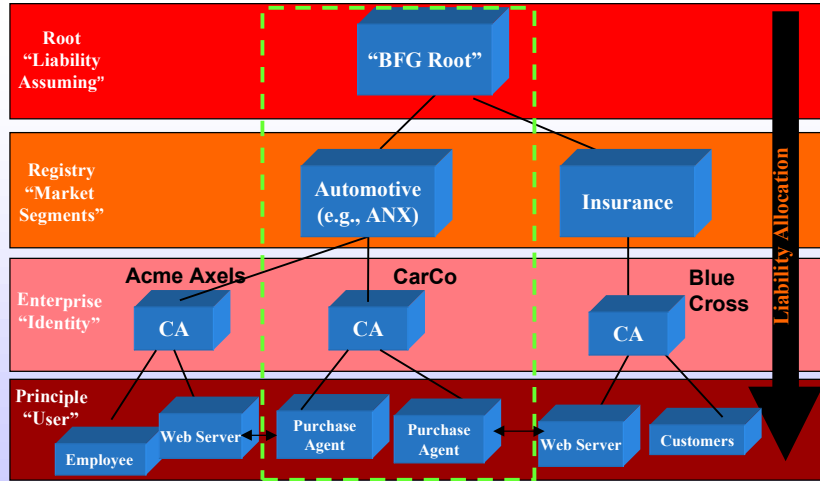 Root
“Liability
Assuming”
“BFG Root”
Registry
“Market
Segments”
Automotive
(e.g., ANX)
Insurance
Liability Allocation
Acme Axels
CarCo
Blue
Cross
Enterprise
“Identity”
CA
CA
CA
Principle
“User”
Employee
Web Server
Purchase
Agent
Purchase
Agent
Web Server
Customers